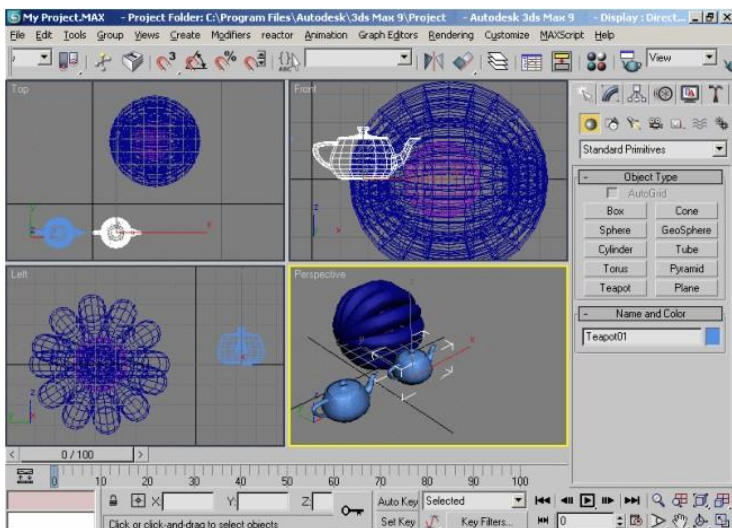 My Project.MAX - Project Folder: C:\Program Files\Autodesk\3ds Max 9\Project - Autodesk 3ds Max 9 - Display : Direct...
File Edit Tools Group Views Create Modifiers reactor Animation Graph Editors Rendering Customize MAXScript Help
View
Top
Front
Standard Primitives
- Object Type
AutoGrid
Box Cone
Sphere GeoSphere
Cylinder Tube
Torus Pyramid
Teapot Plane
- Name and Color
Teapot01
Left
Perspective
< 0 / 100 >
0 10 20 30 40 50 60 70 80 90 100
X: Y: Z: Auto Key Selected
Click or click-and-drag to select objects Set Key Key Filters... 0